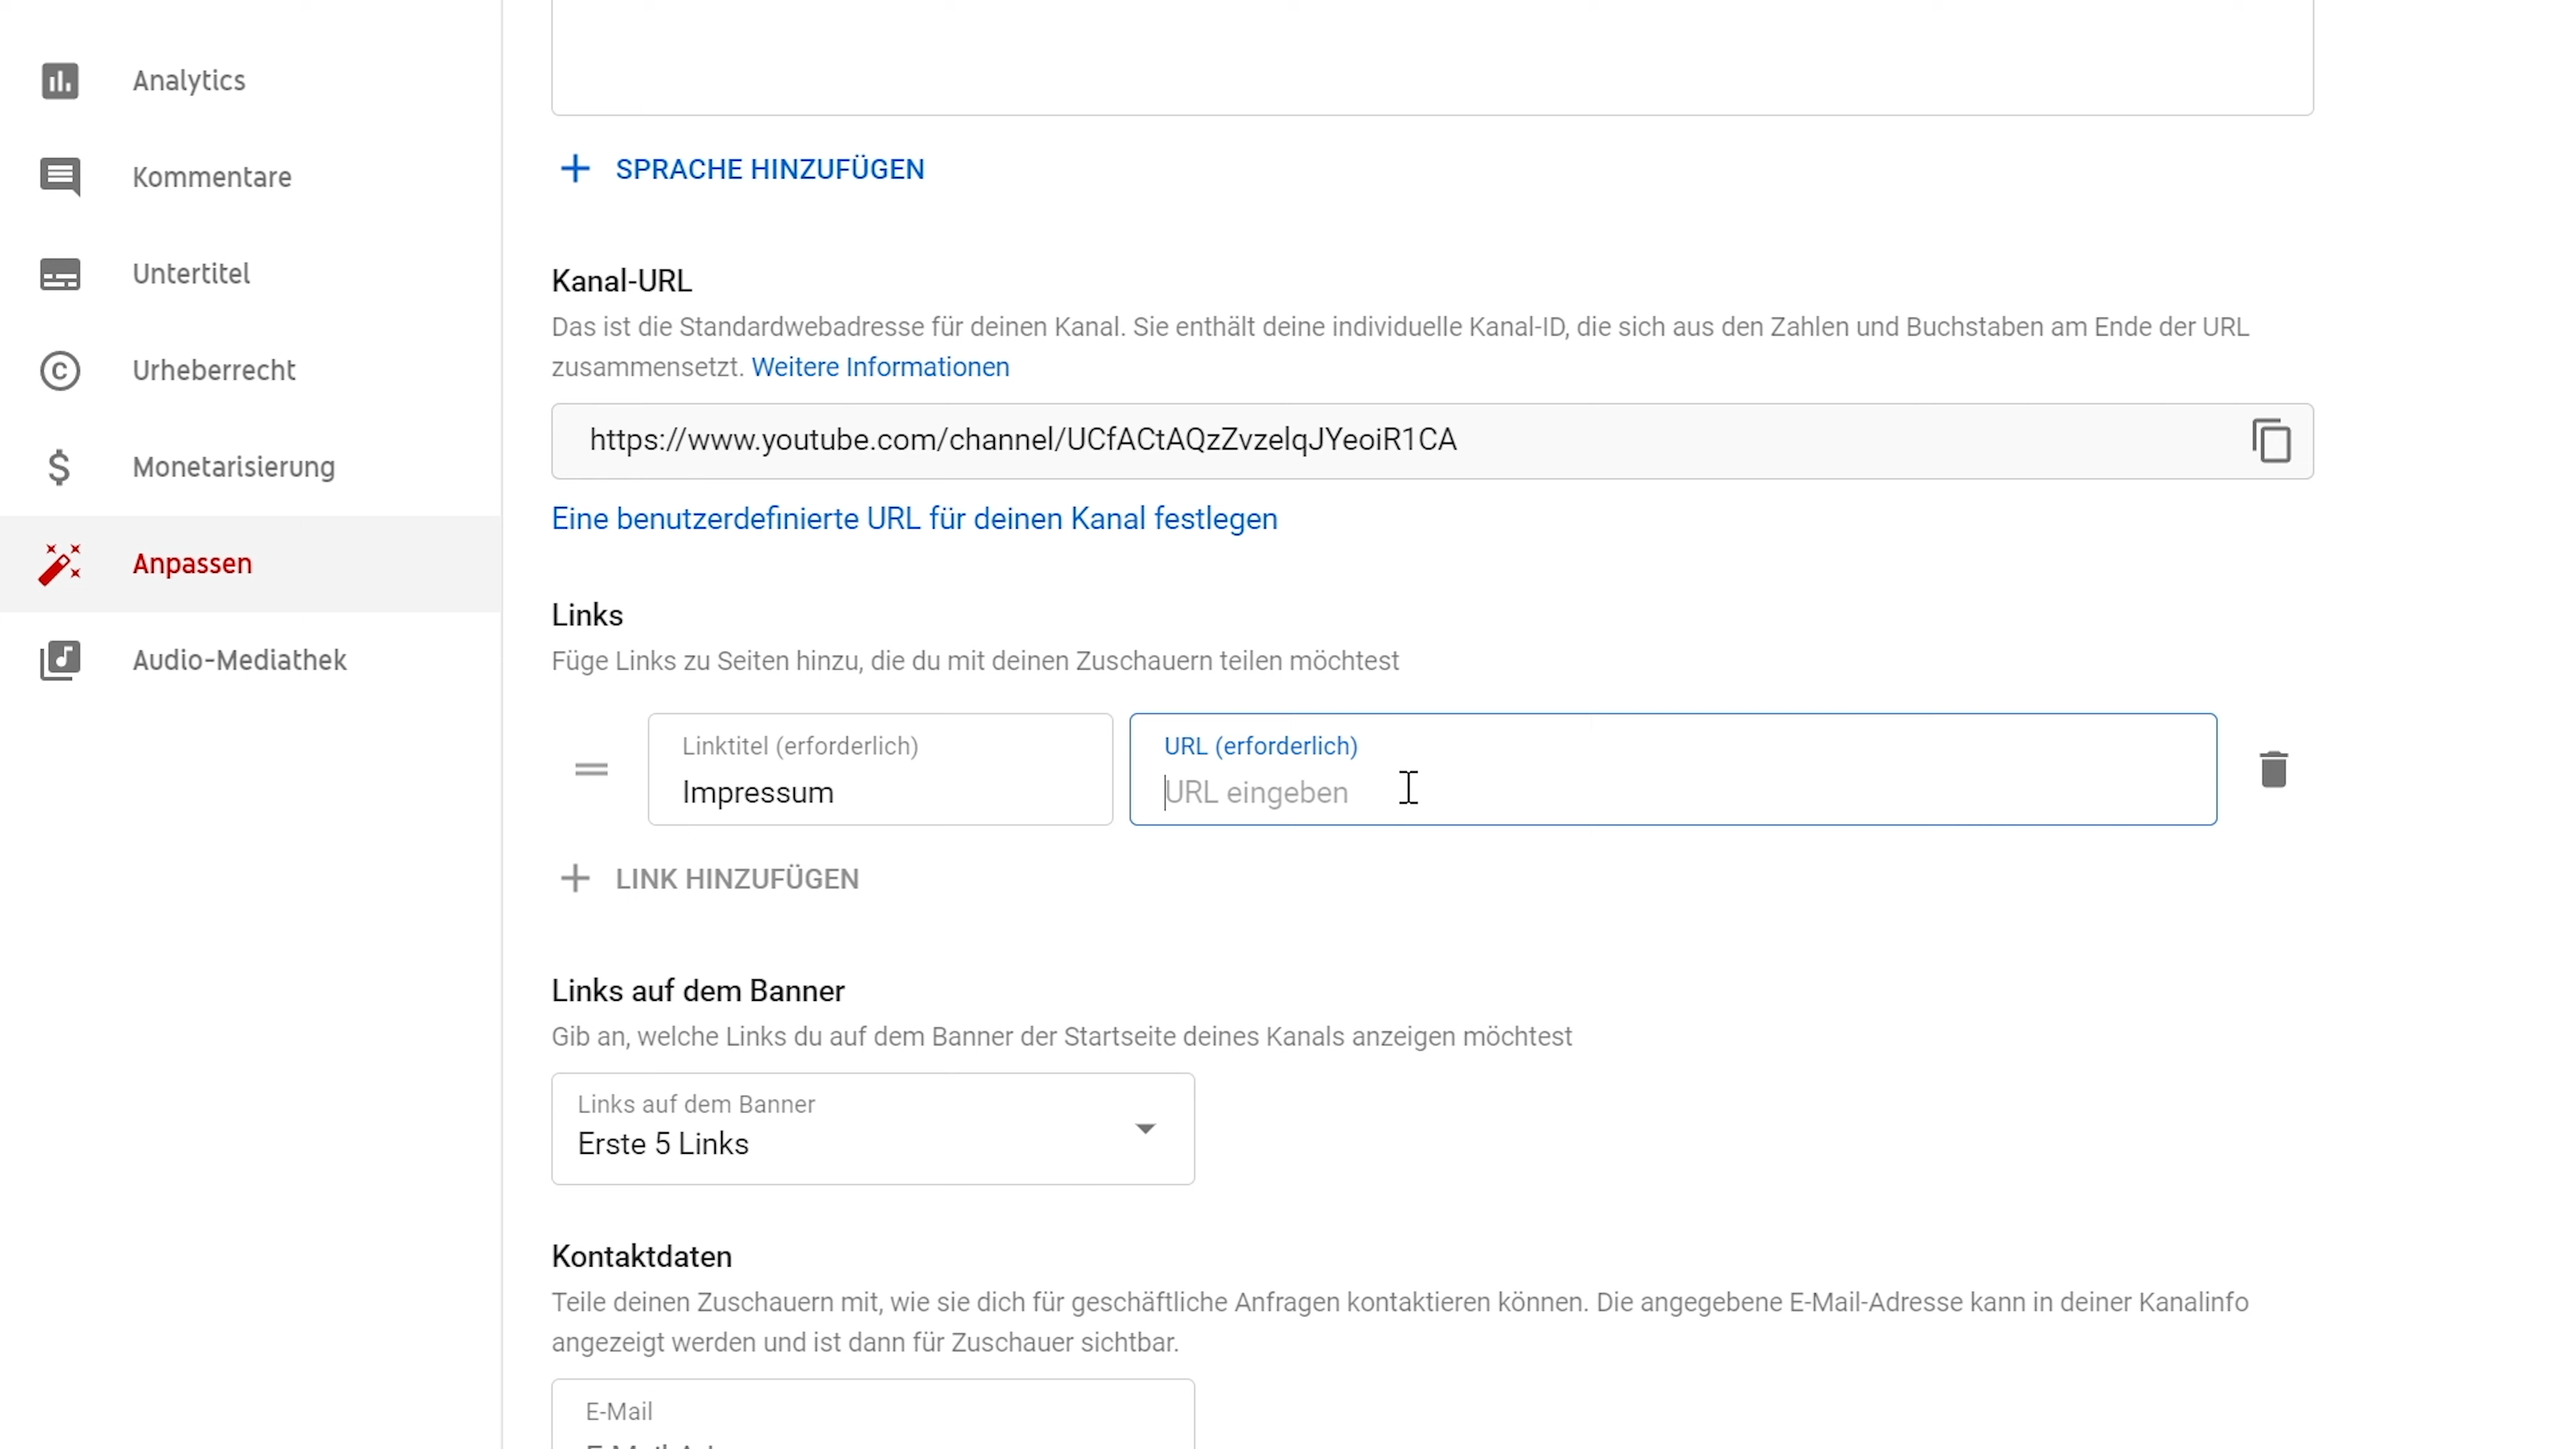 Analytics
Kommentare
Untertitel
Urheberrecht
Monetarisierung
Anpassen
Audio-Mediathek
SPRACHE HINZUFÜGEN
Kanal-URL
Das ist die Standardwebadresse für deinen Kanal. Sie enthält deine individuelle Kanal-ID, die sich aus den Zahlen und Buchstaben am Ende der URL
zusammensetzt. Weitere Informationen
https://www.youtube.com/channel/UCfACtAQzZvzelqJYeoiR1CA
Eine benutzerdefinierte URL für deinen Kanal festlegen
Links
Füge Links zu Seiten hinzu, die du mit deinen Zuschauern teilen möchtest
Linktitel (erforderlich)
Impressum
URL (erforderlich)
URL eingeben
LINK HINZUFÜGEN
Links auf dem Banner
Gib an, welche Links du auf dem Banner der Startseite deines Kanals anzeigen möchtest
Links auf dem Banner
Erste 5 Links
Kontaktdaten
Teile deinen Zuschauern mit, wie sie dich für geschäftliche Anfragen kontaktieren können. Die angegebene E-Mail-Adresse kann in deiner Kanalinfo
angezeigt werden und ist dann für Zuschauer sichtbar.
E-Mail